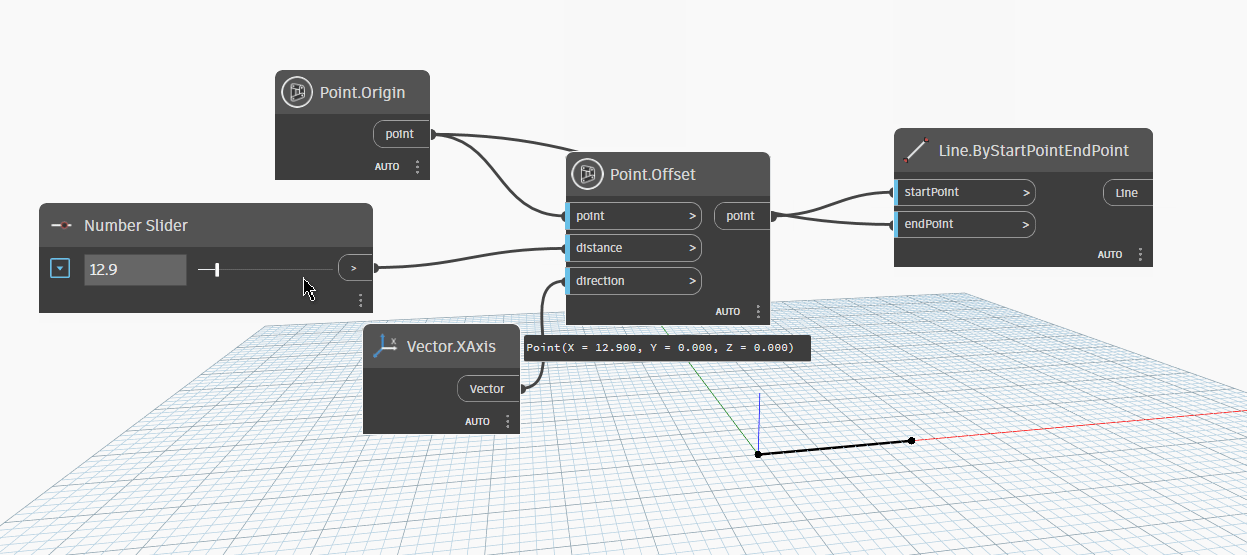 Point.Origin
point
AUTO
Number Slider
12.9
>
Point.Offset
point >
point
distance >
direction >
AUTO
Line.ByStartPointEndPoint
startPoint >
Line
endPoint >
AUTO
X
Vector.XAxis
Vector
AUTO
Point(X = 12.900, Y = 0.000, Z = 0.000)